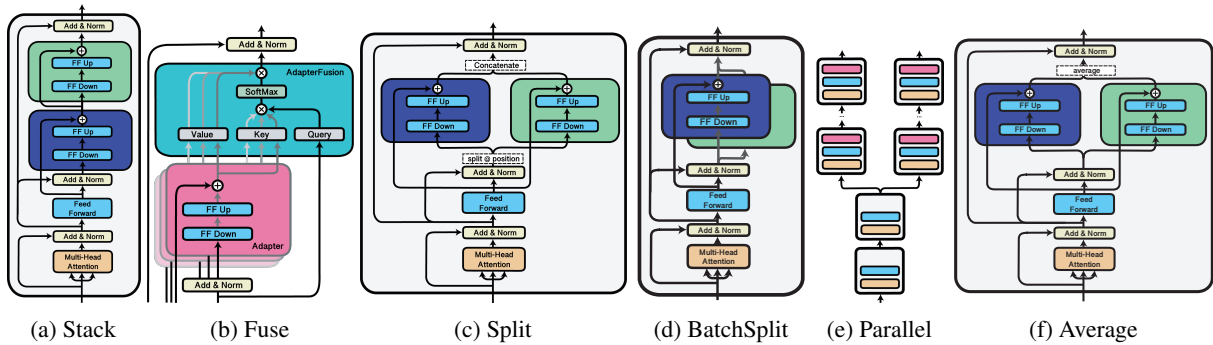 Add & Norm
FF Up
FF Down
FF Up
FF Down
Add & Norm
Feed
Forward
Add & Norm
Multi-Head
Attention
(a) Stack
Add & Norm
AdapterFusion
SoftMax
Value
Key
Query
FF Up
FF Down
Adapter
Add & Norm
(b) Fuse
Add & Norm
Concatenate
FF Up
FF Down
FF Up
FF Down
split @ position
Add & Norm
Feed
Forward
Add & Norm
Multi-Head
Attention
(c) Split
Add & Norm
FF Up
FF Down
Add & Norm
Feed
Forward
Add & Norm
Multi-Head
Attention
(d) BatchSplit
...
...
(e) Parallel
Add & Norm
average
FF Up
FF Down
FF Up
FF Down
Add & Norm
Feed
Forward
Add & Norm
Multi-Head
Attention
(f) Average